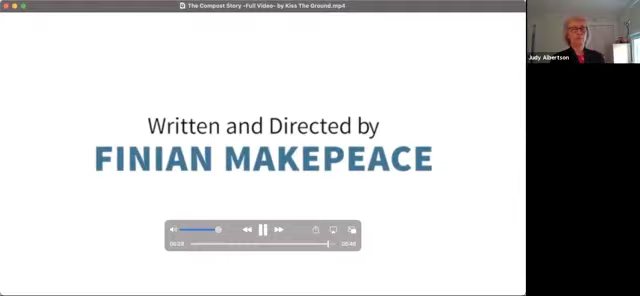 The Compost Story -Full Video- by Kiss The Ground.mp4
Judy Albertson
Written and Directed by
FINIAN MAKEPEACE